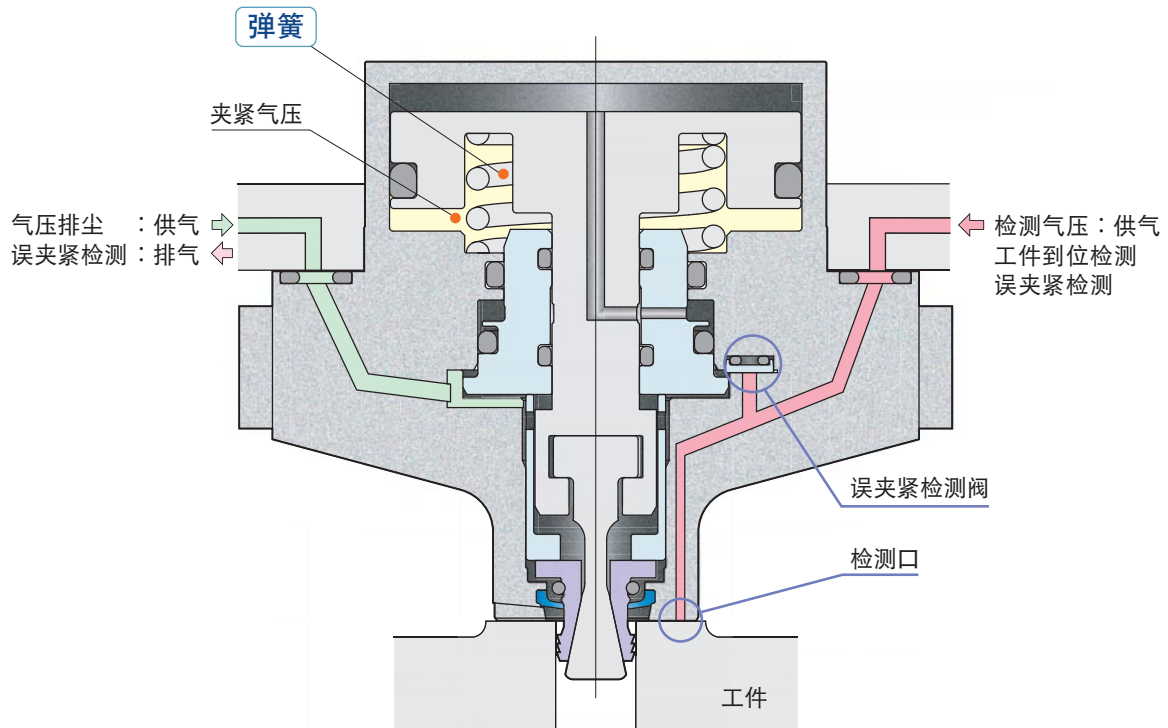 弹簧
夹紧气压
气压排尘 ：供气
误夹紧检测：排气
检测气压：供气
工件到位检测
误夹紧检测
误夹紧检测阀
检测口
工件